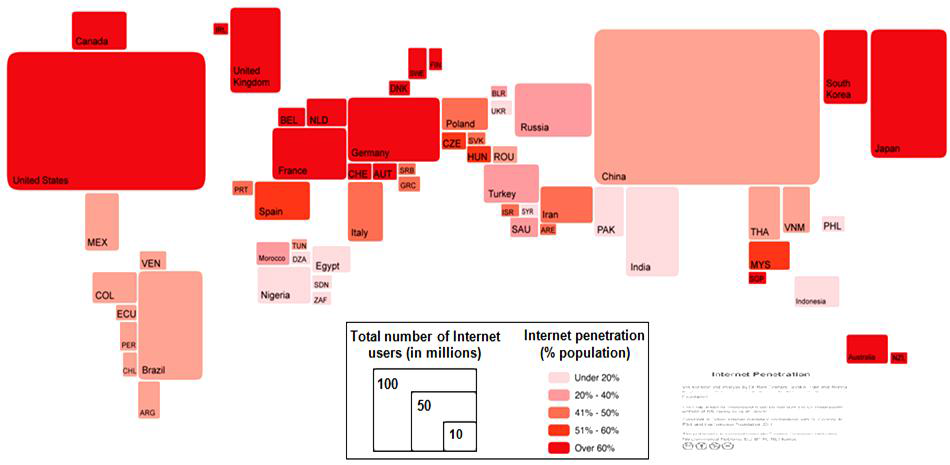 Canada
IRL
United
Kingdom
SWE
FIN
DNK
South
Korea
Japan
BLR
UKR
Russia
China
BEL
NLD
Poland
CZE
SVK
Germany
HUN
ROU
France
CHE
AUT
SRB
GRC
United States
PRT
Spain
Italy
Turkey
ISR
SYR
Iran
SAU
ARE
PAK
India
THA
VNM
PHL
MYS
SGP
Indonesia
MEX
VEN
COL
ECU
PER
CHL
Brazil
ARG
Morocco
TUN
DZA
Egypt
Nigeria
SDN
ZAF
Australia
NZL
Total number of Internet
users (in millions)
100
50
10
Internet penetration
(% population)
Under 20%
20% - 40%
41% - 50%
51% - 60%
Over 60%
Internet Penetration